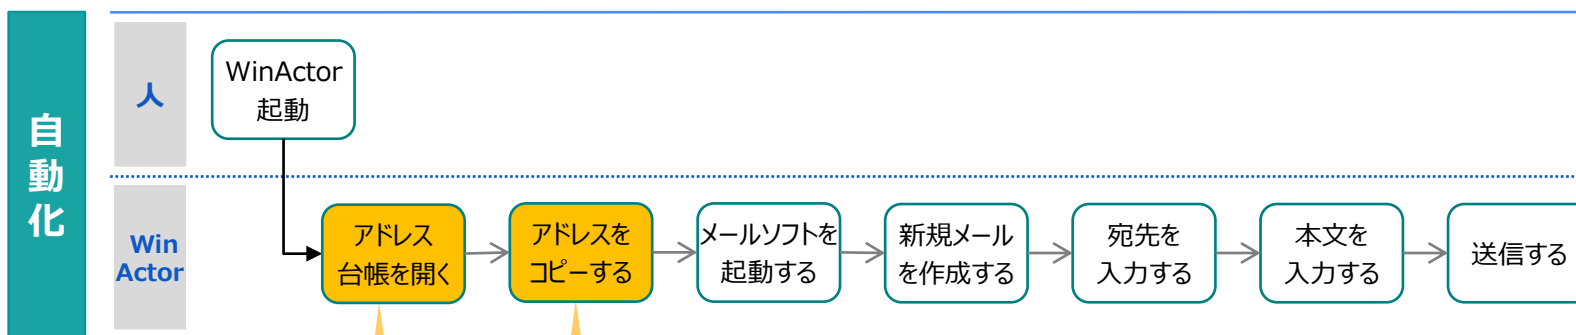 自動化
人
WinActor
起動
Win
Actor
アドレス
台帳を開く
アドレスを
コピーする
メールソフトを
起動する
新規メール
を作成する
宛先を
入力する
本文を
入力する
送信する